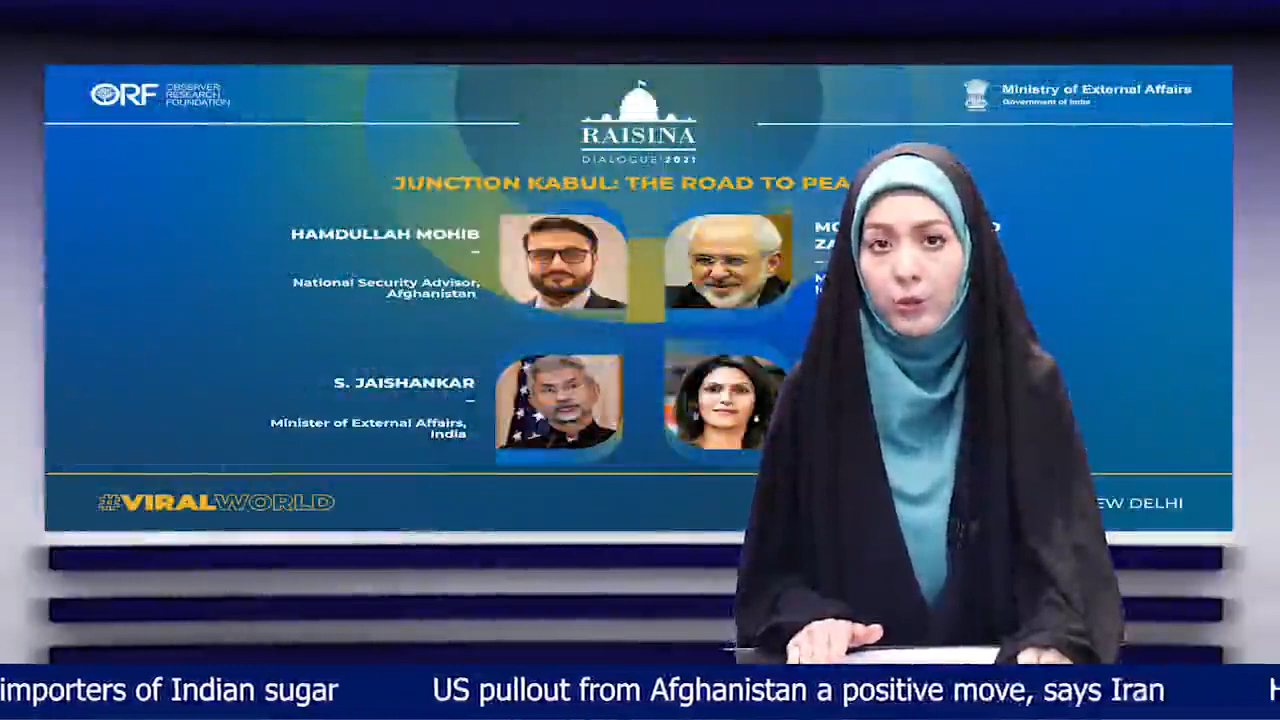 ORF
OBSERVER
RESEARCH
FOUNDATION
RAISINA
DIALOGUE 2021
Ministry of External Affairs
Government of India
JUNCTION KABUL: THE ROAD TO PEA
HAMDULLAH MOHIB
National Security Advisor,
Afghanistan
S. JAISHANKAR
Minister of External Affairs,
India
#VIRALWORLD
EW DELHI
importers of Indian sugar
US pullout from Afghanistan a positive move, says Iran
H